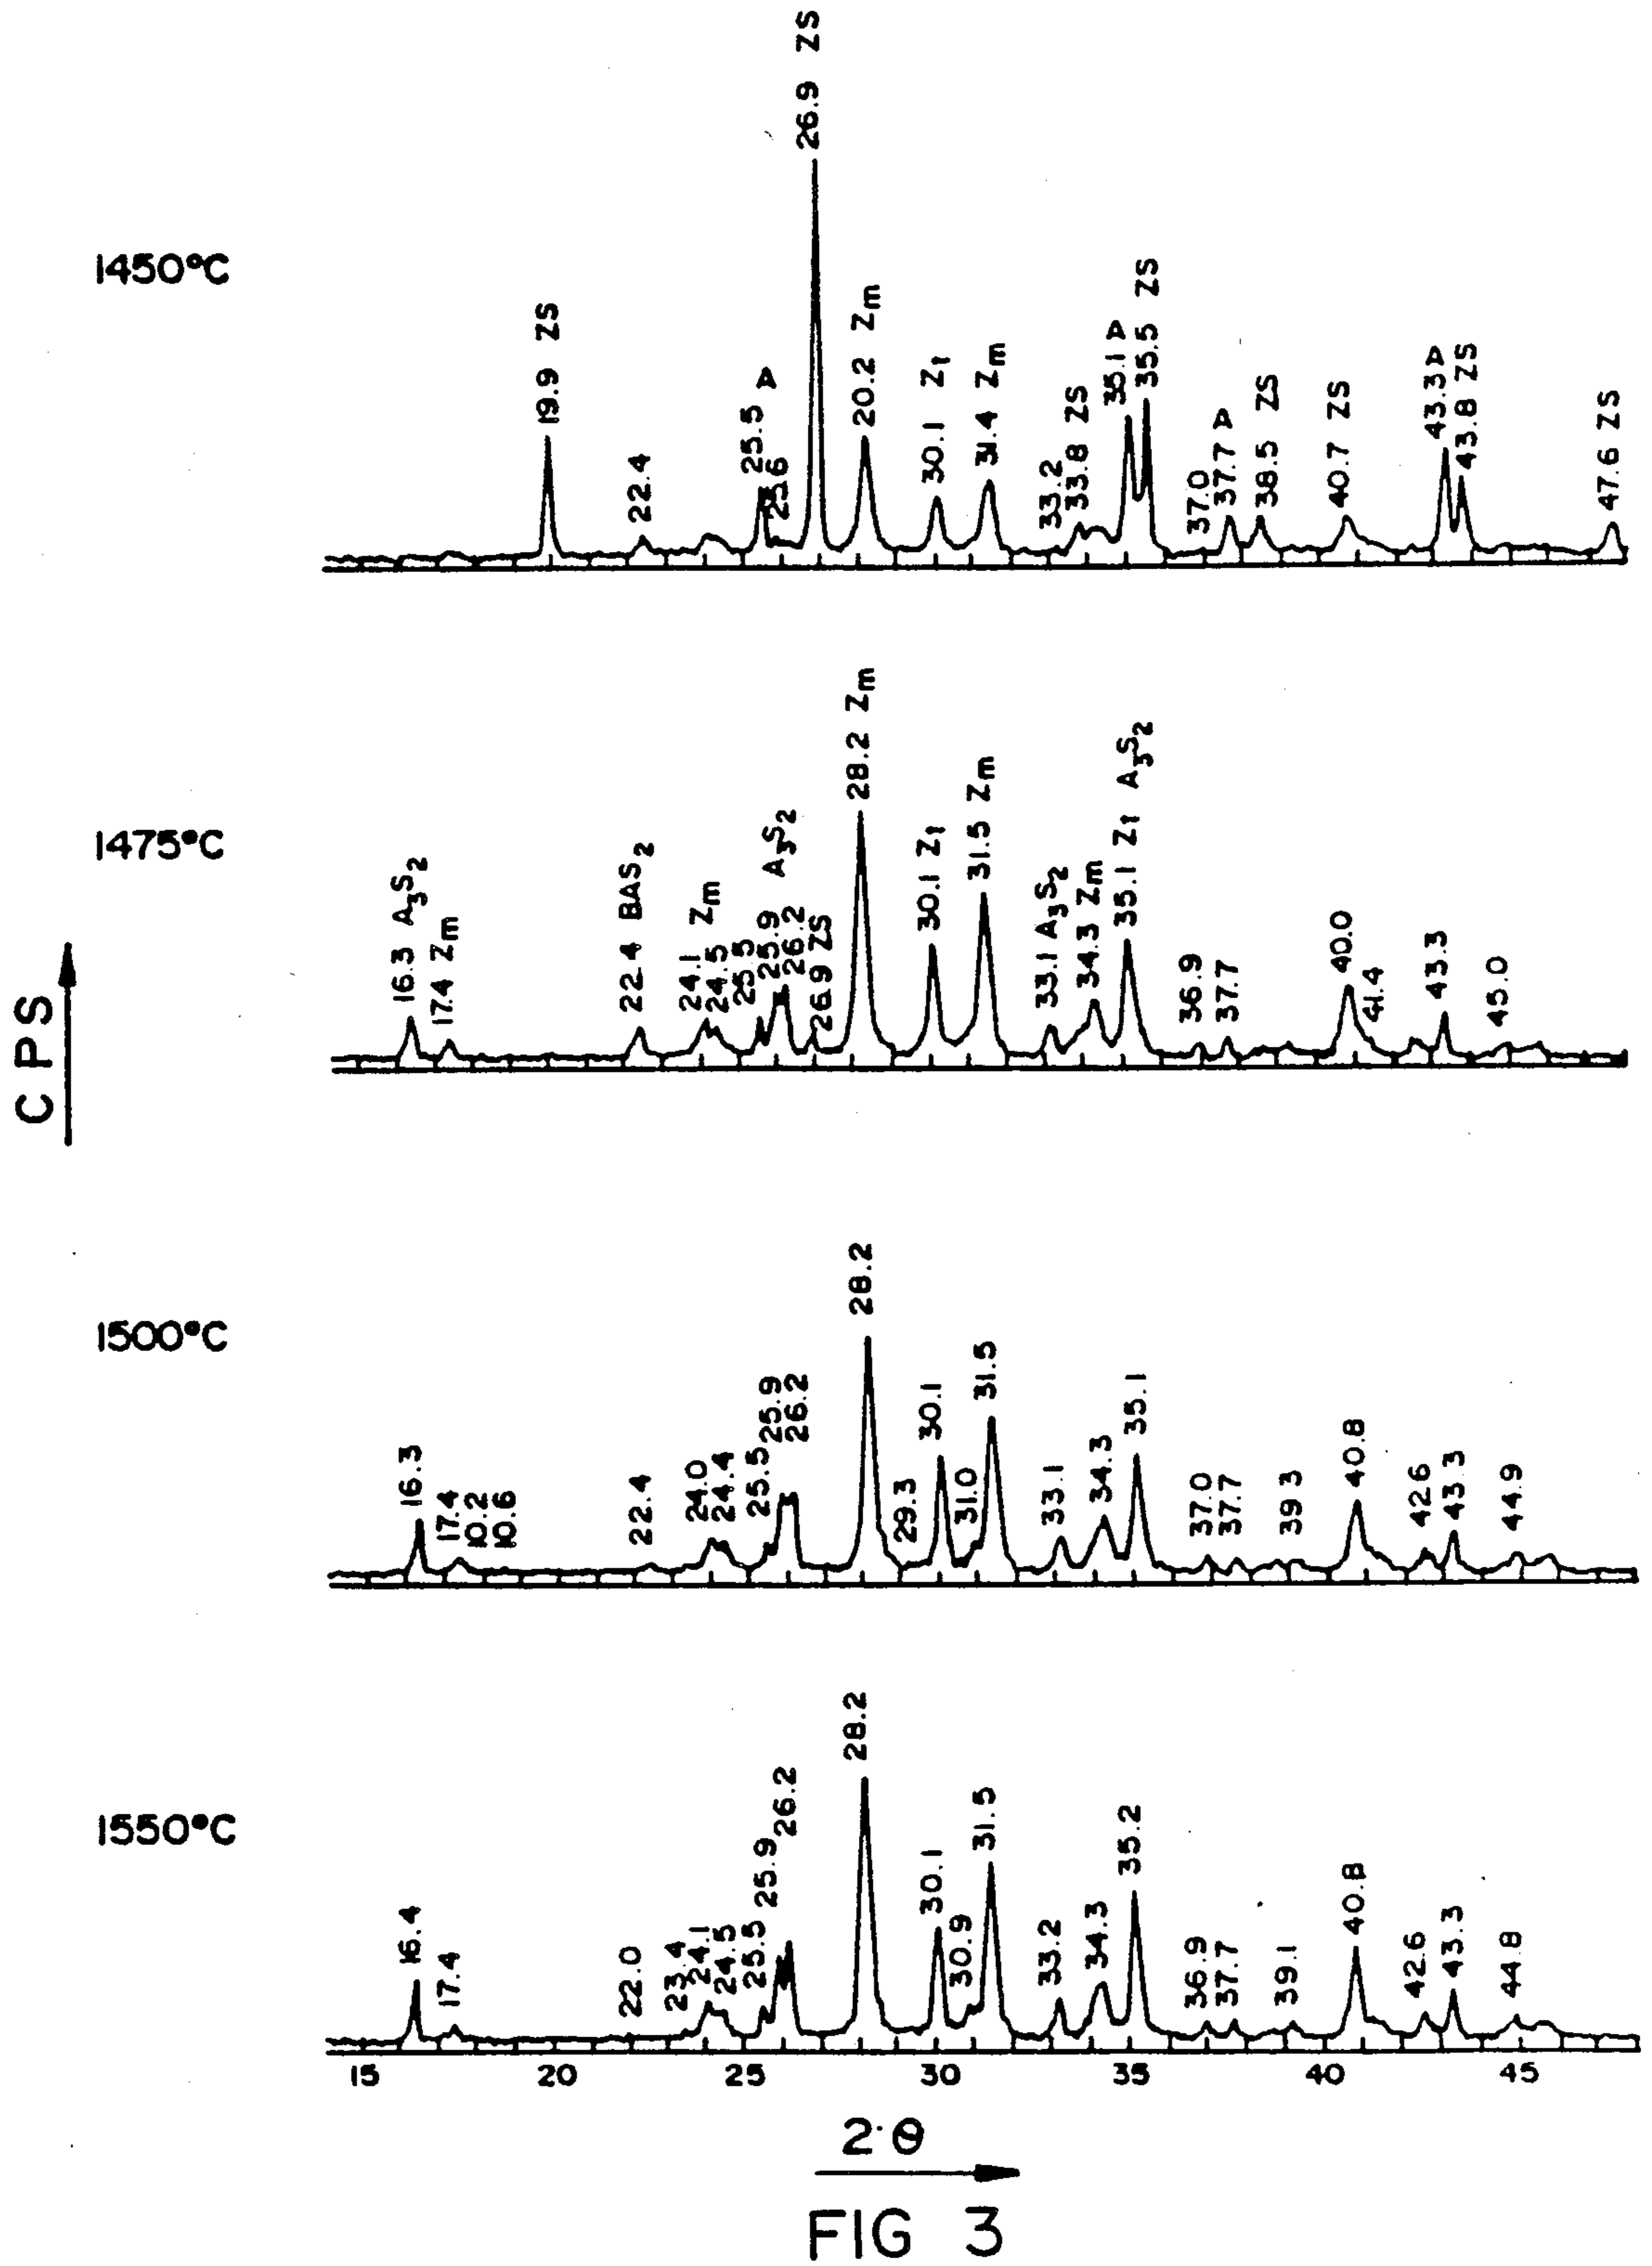 1450°C
19.9 ZS
22.4
25.5 A
25.6
26.9 ZS
20.2 Zm
30.1 Zt
31.4 Zm
33.2
33.8 ZS
35.1 A
35.5 ZS
37.0
37.7 A
38.5 ZS
40.7 ZS
43.3 A
43.8 ZS
47.6 ZS
1475°C
16.3 A3S2
17.4 Zm
22.4 BAS2
24.1 Zm
24.5
25.5
25.9 A3S2
26.2
26.9 ZS
28.2 Zm
30.1 Zt
31.5 Zm
33.1 A3S2
34.3 Zm
35.1 Zt A3S2
36.9
37.7
40.0
41.4
43.3
45.0
CPS
1500°C
16.3
17.4
10.2
10.6
22.4
24.0
24.4
25.5
25.9
26.2
28.2
29.3
30.1
31.0
31.5
33.1
34.3
35.1
37.0
37.7
39.3
40.8
42.6
43.3
44.9
1550°C
16.4
17.4
22.0
23.4
24.1
24.5
25.5
25.9
26.2
28.2
30.1
30.9
31.5
33.2
34.3
35.2
36.9
37.7
39.1
40.8
42.6
43.3
44.8
15 20 25 30 35 40 45
2·θ
FIG 3